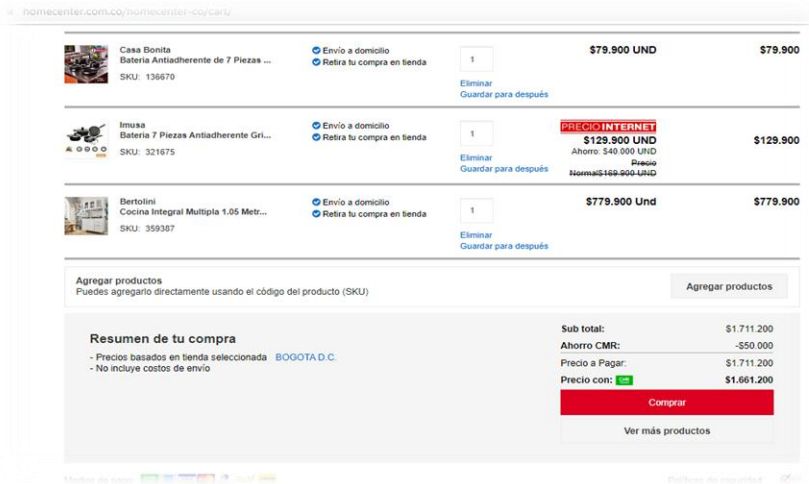 homecenter.com.co/homecenter-co/cart/
Casa Bonita
Bateria Antiadherente de 7 Piezas ...
SKU: 136670
Envío a domicilio
Retira tu compra en tienda
1
Eliminar
Guardar para después
$79.900 UND
$79.900
Imusa
Bateria 7 Piezas Antiadherente Gri...
SKU: 321675
Envío a domicilio
Retira tu compra en tienda
1
Eliminar
Guardar para después
PRECIO INTERNET
$129.900 UND
Ahorro: $40.000 UND
Precio
Normal$169.900 UND
$129.900
Bertolini
Cocina Integral Multipla 1.05 Metr...
SKU: 359387
Envío a domicilio
Retira tu compra en tienda
1
Eliminar
Guardar para después
$779.900 Und
$779.900
Agregar productos
Puedes agregarlo directamente usando el código del producto (SKU)
Agregar productos
Resumen de tu compra
- Precios basados en tienda seleccionada BOGOTA D.C.
- No incluye costos de envío
Sub total: $1.711.200
Ahorro CMR: -$50.000
Precio a Pagar: $1.711.200
Precio con: $1.661.200
Comprar
Ver más productos
Medios de pago: